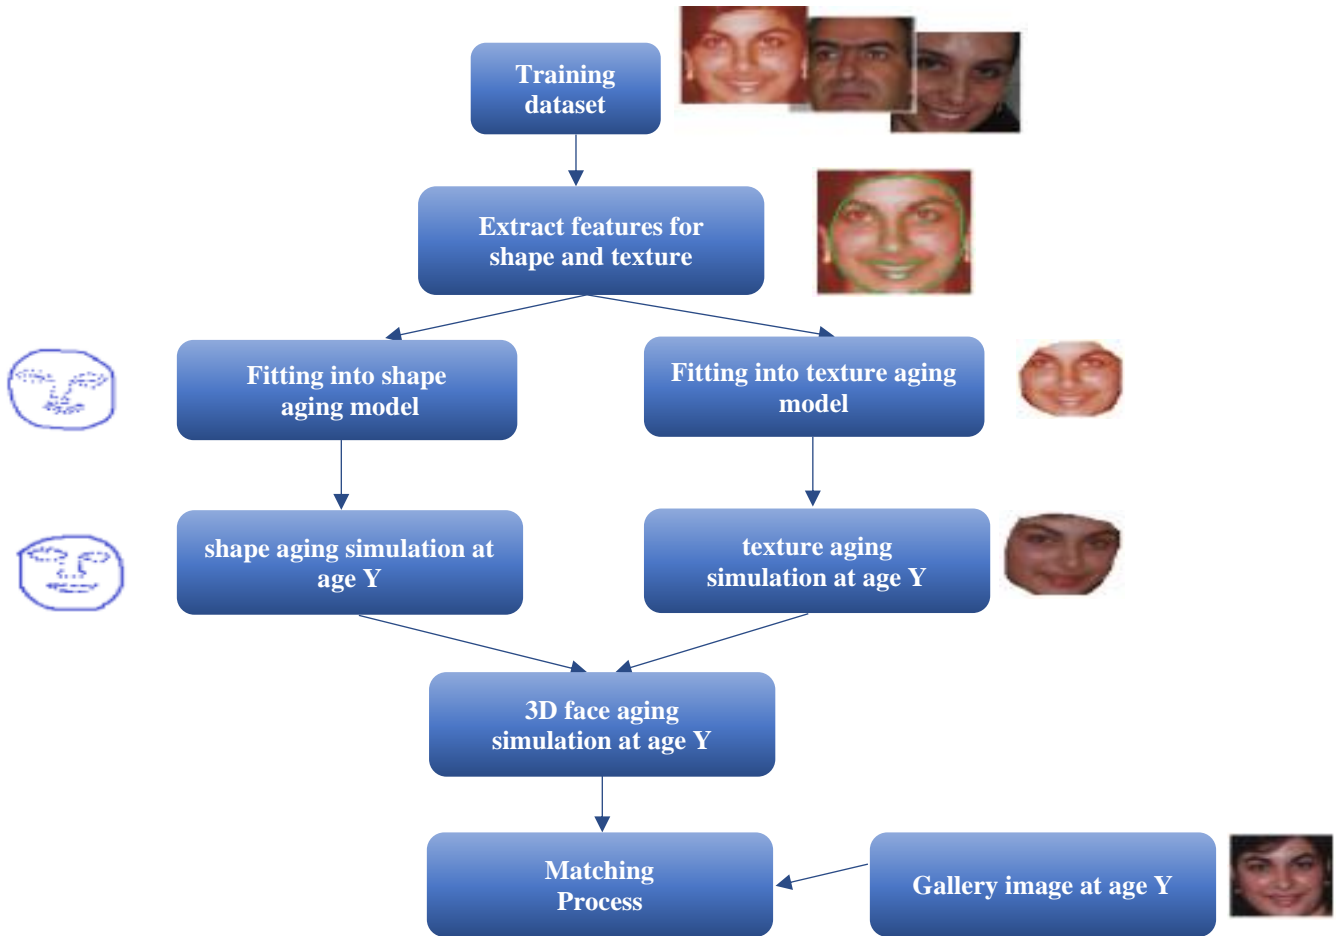 Training
dataset
Extract features for
shape and texture
Fitting into shape
aging model
Fitting into texture aging
model
shape aging simulation at
age Y
texture aging
simulation at age Y
3D face aging
simulation at age Y
Matching
Process
Gallery image at age Y